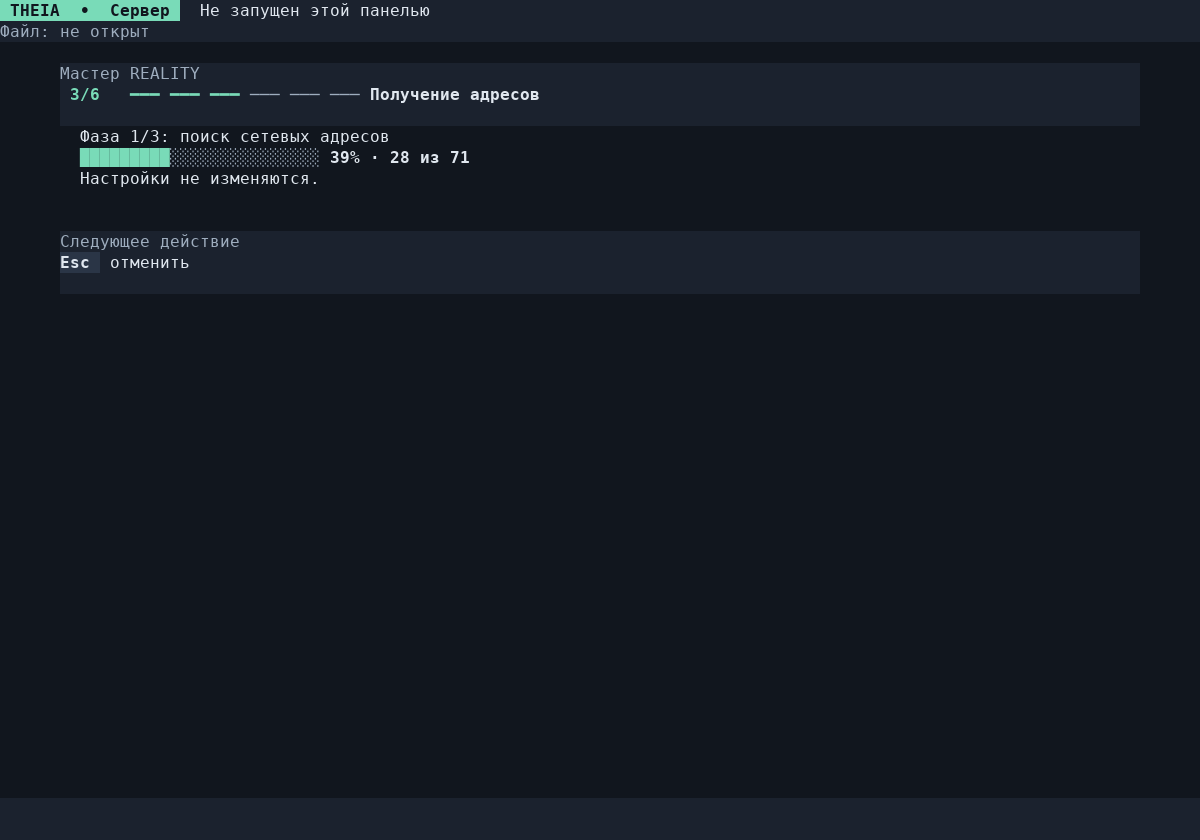 THEIA • Сервер Не запущен этой панелью
Файл: не открыт
Мастер REALITY
3/6 Получение адресов
Фаза 1/3: поиск сетевых адресов
39% · 28 из 71
Настройки не изменяются.
Следующее действие
Esc отменить